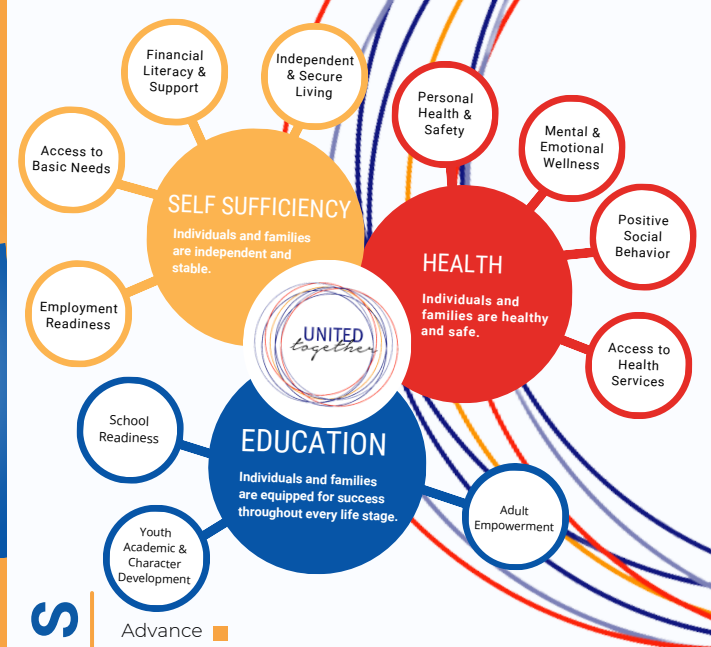 Financial
Literacy &
Support
Independent
& Secure
Living
Access to
Basic Needs
Employment
Readiness
SELF SUFFICIENCY
Individuals and families
are independent and
stable.
Personal
Health &
Safety
Mental &
Emotional
Wellness
Positive
Social
Behavior
Access to
Health
Services
HEALTH
Individuals and
families are healthy
and safe.
UNITED
together
EDUCATION
Individuals and families
are equipped for success
throughout every life stage.
School
Readiness
Youth
Academic &
Character
Development
Adult
Empowerment
S
Advance